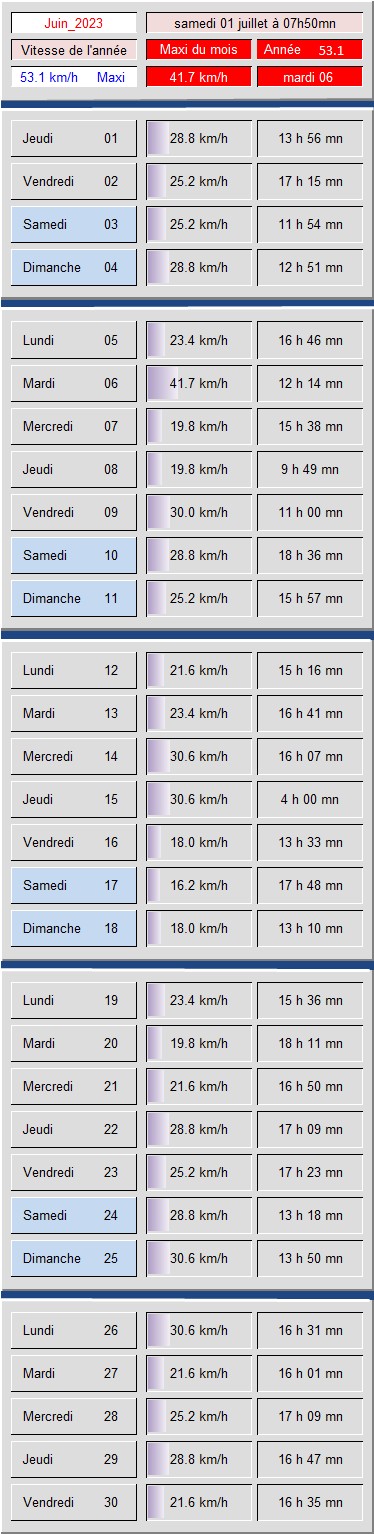 Juin_2023 samedi 01 juillet à 07h50mn
Vitesse de l'année Maxi du mois Année 53.1
53.1 km/h Maxi 41.7 km/h mardi 06
Jeudi 01 28.8 km/h 13 h 56 mn
Vendredi 02 25.2 km/h 17 h 15 mn
Samedi 03 25.2 km/h 11 h 54 mn
Dimanche 04 28.8 km/h 12 h 51 mn
Lundi 05 23.4 km/h 16 h 46 mn
Mardi 06 41.7 km/h 12 h 14 mn
Mercredi 07 19.8 km/h 15 h 38 mn
Jeudi 08 19.8 km/h 9 h 49 mn
Vendredi 09 30.0 km/h 11 h 00 mn
Samedi 10 28.8 km/h 18 h 36 mn
Dimanche 11 25.2 km/h 15 h 57 mn
Lundi 12 21.6 km/h 15 h 16 mn
Mardi 13 23.4 km/h 16 h 41 mn
Mercredi 14 30.6 km/h 16 h 07 mn
Jeudi 15 30.6 km/h 4 h 00 mn
Vendredi 16 18.0 km/h 13 h 33 mn
Samedi 17 16.2 km/h 17 h 48 mn
Dimanche 18 18.0 km/h 13 h 10 mn
Lundi 19 23.4 km/h 15 h 36 mn
Mardi 20 19.8 km/h 18 h 11 mn
Mercredi 21 21.6 km/h 16 h 50 mn
Jeudi 22 28.8 km/h 17 h 09 mn
Vendredi 23 25.2 km/h 17 h 23 mn
Samedi 24 28.8 km/h 13 h 18 mn
Dimanche 25 30.6 km/h 13 h 50 mn
Lundi 26 30.6 km/h 16 h 31 mn
Mardi 27 21.6 km/h 16 h 01 mn
Mercredi 28 25.2 km/h 17 h 09 mn
Jeudi 29 28.8 km/h 16 h 47 mn
Vendredi 30 21.6 km/h 16 h 35 mn